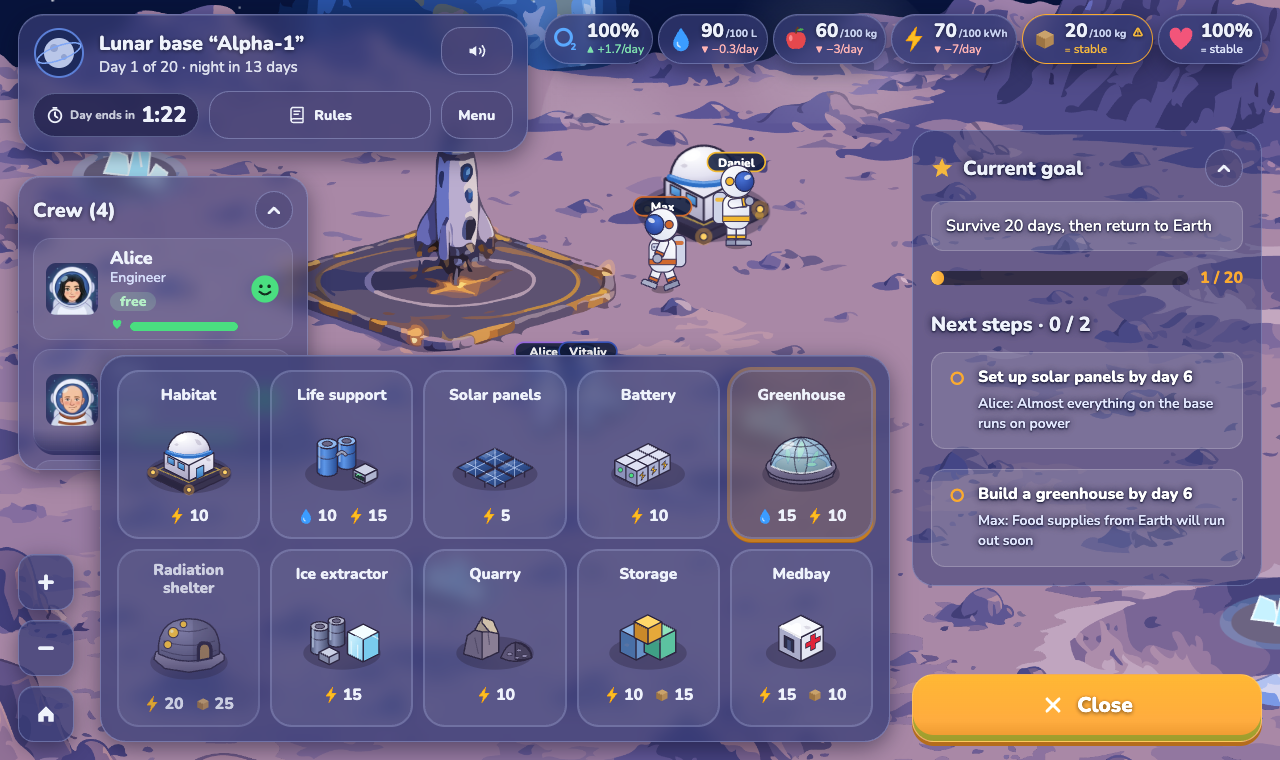 Lunar base “Alpha-1”
Day 1 of 20 · night in 13 days
Day ends in 1:22
Rules
Menu
O2 100%
▲ +1.7/day
90 /100 L
▼ −0.3/day
60 /100 kg
▼ −3/day
70 /100 kWh
▼ −7/day
20 /100 kg
= stable
100%
= stable
Crew (4)
Alice
Engineer
free
Daniel
Max
Alice
Vitaliy
Current goal
Survive 20 days, then return to Earth
1 / 20
Next steps · 0 / 2
Set up solar panels by day 6
Alice: Almost everything on the base
runs on power
Build a greenhouse by day 6
Max: Food supplies from Earth will run
out soon
Habitat
10
Life support
10 15
Solar panels
5
Battery
10
Greenhouse
15 10
Radiation
shelter
20 25
Ice extractor
15
Quarry
10
Storage
10 15
Medbay
15 10
Close